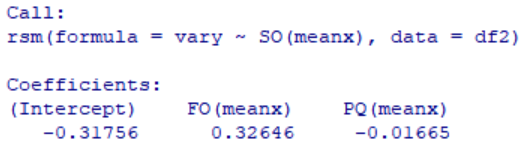 Call:
rsm(formula = vary ~ SO(meanx), data = df2)
Coefficients:
(Intercept) FO(meanx) PQ(meanx)
-0.31756 0.32646 -0.01665